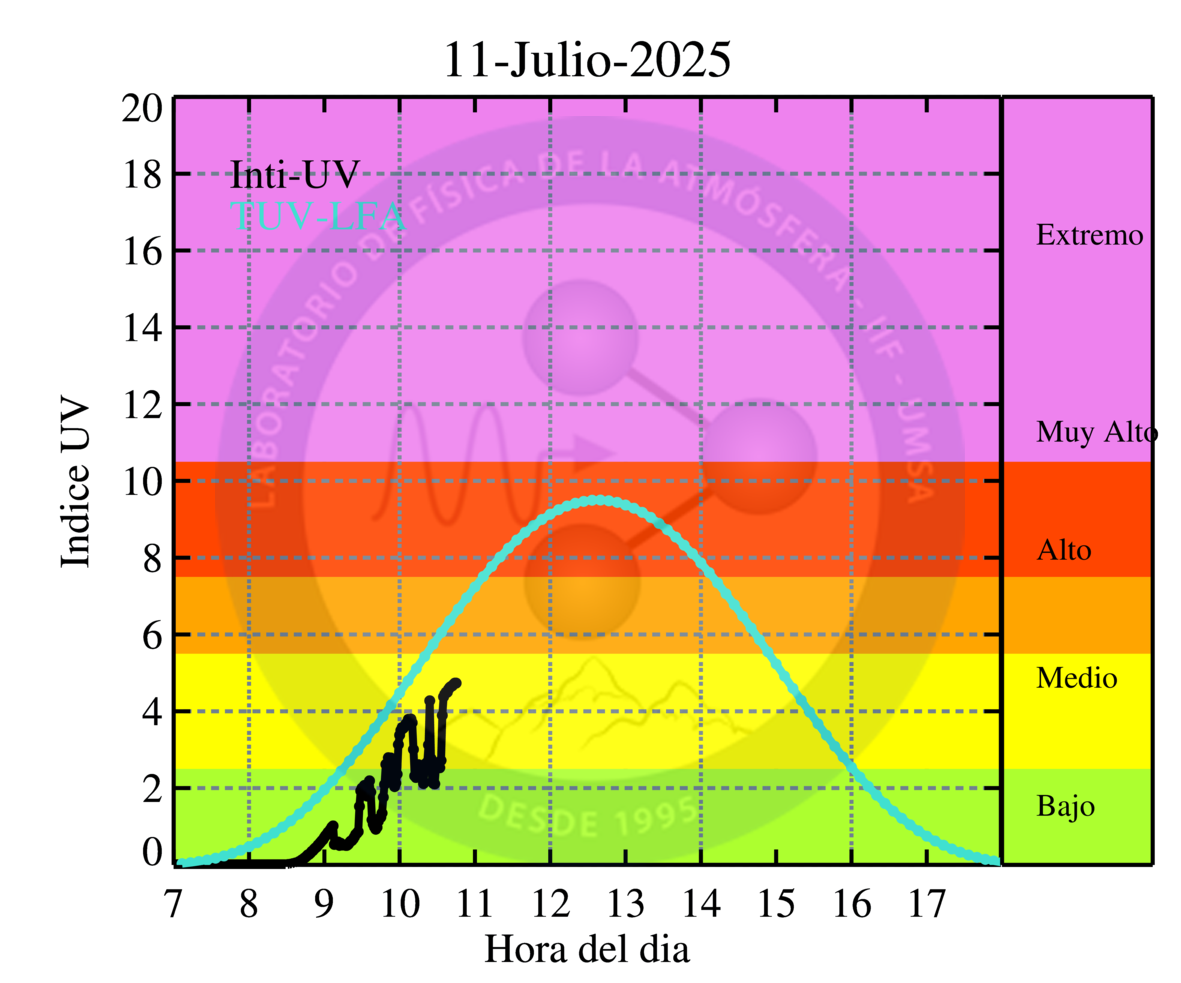 11-Julio-2025
20
18
16
14
12
10
8
6
4
2
0
Indice UV
Inti-UV
TUV-LFA
LABORATORIO DE FÍSICA DE LA ATMÓSFERA - IIF - UMSA
DESDE 1995
Extremo
Muy Alto
Alto
Medio
Bajo
7 8 9 10 11 12 13 14 15 16 17
Hora del dia